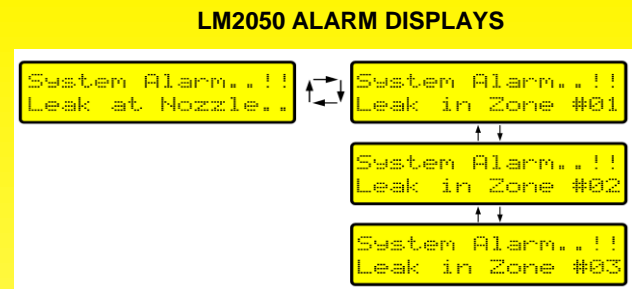 LM2050 ALARM DISPLAYS
System Alarm..!!
Leak at Nozzle..
System Alarm..!!
Leak in Zone #01
System Alarm..!!
Leak in Zone #02
System Alarm..!!
Leak in Zone #03